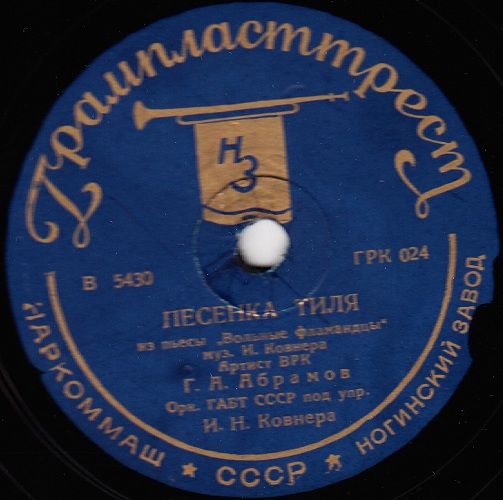 Грампласттрест
НЗ
В 5430
ГРК 024
ПЕСЕНКА ТИЛЯ
из пьесы „Вольные фламандцы"
муз. И. Ковнера
Артист ВРК
Г. А. Абрамов
Орк. ГАБТ СССР под упр.
И. Н. Ковнера
НАРКОММАШ ★ СССР ★ НОГИНСКИЙ ЗАВОД